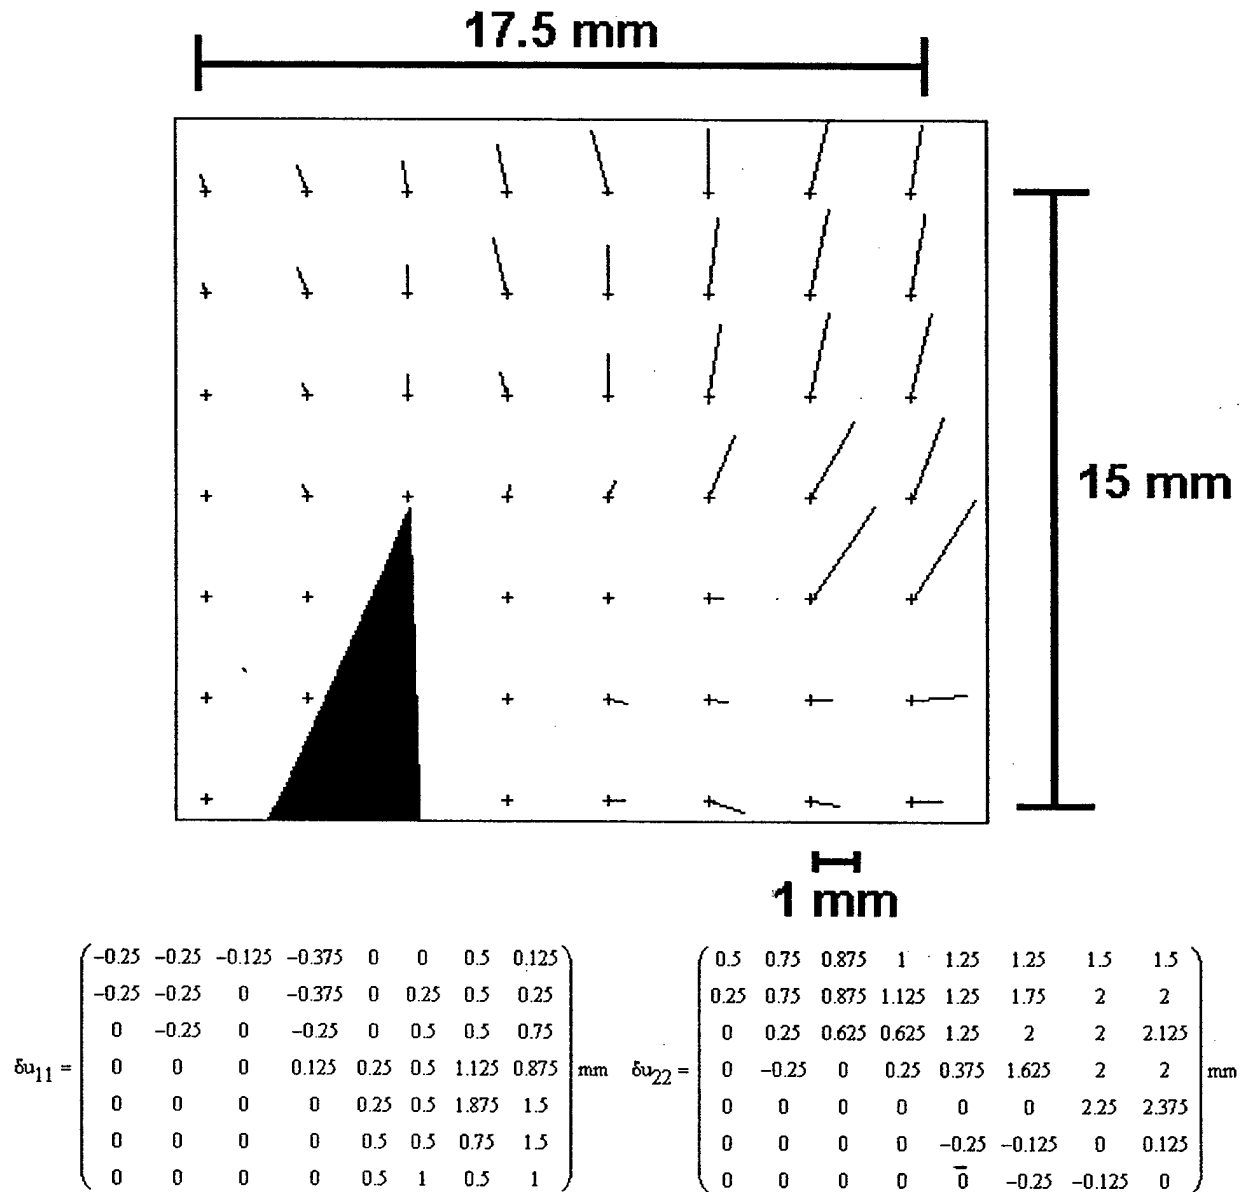 17.5 mm
15 mm
1 mm
δu11 = ( −0.25 −0.25 −0.125 −0.375 0 0 0.5 0.125
−0.25 −0.25 0 −0.375 0 0.25 0.5 0.25
0 −0.25 0 −0.25 0 0.5 0.5 0.75
0 0 0 0.125 0.25 0.5 1.125 0.875
0 0 0 0 0.25 0.5 1.875 1.5
0 0 0 0 0.5 0.5 0.75 1.5
0 0 0 0 0.5 1 0.5 1 ) mm
δu22 = ( 0.5 0.75 0.875 1 1.25 1.25 1.5 1.5
0.25 0.75 0.875 1.125 1.25 1.75 2 2
0 0.25 0.625 0.625 1.25 2 2 2.125
0 −0.25 0 0.25 0.375 1.625 2 2
0 0 0 0 0 0 2.25 2.375
0 0 0 0 −0.25 −0.125 0 0.125
0 0 0 0 0 −0.25 −0.125 0 ) mm